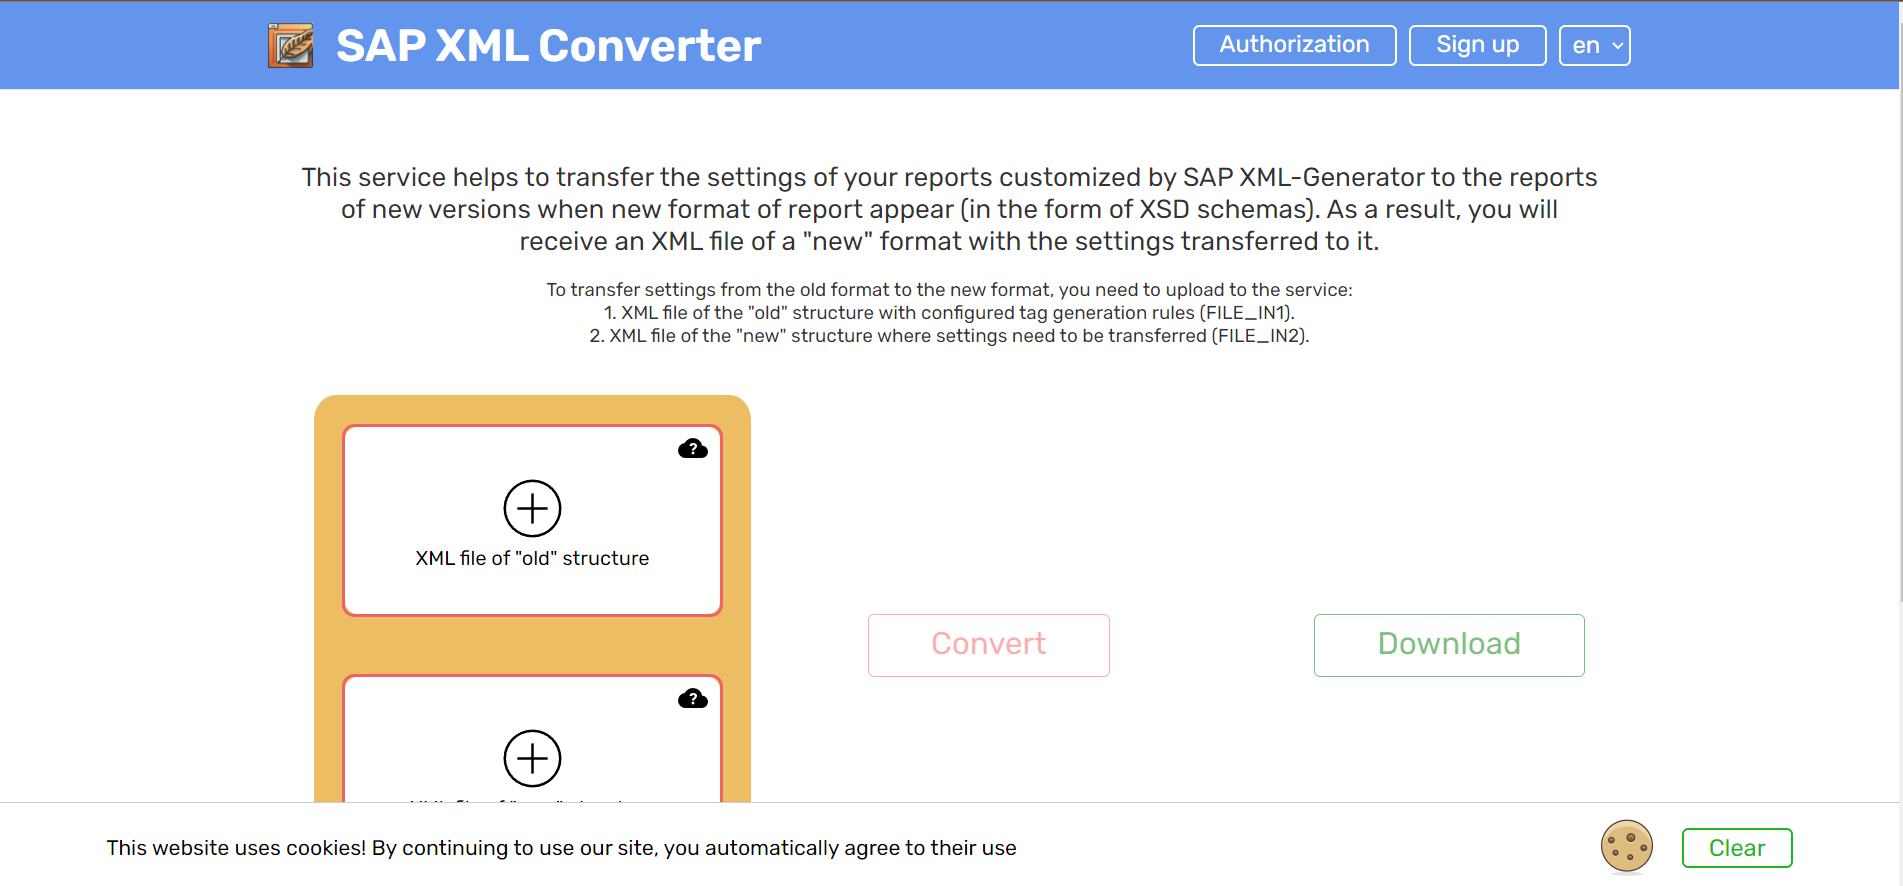 SAP XML Converter
Authorization
Sign up
en
This service helps to transfer the settings of your reports customized by SAP XML-Generator to the reports
of new versions when new format of report appear (in the form of XSD schemas). As a result, you will
receive an XML file of a "new" format with the settings transferred to it.
To transfer settings from the old format to the new format, you need to upload to the service:
1. XML file of the "old" structure with configured tag generation rules (FILE_IN1).
2. XML file of the "new" structure where settings need to be transferred (FILE_IN2).
?
XML file of "old" structure
Convert
Download
?
This website uses cookies! By continuing to use our site, you automatically agree to their use
Clear